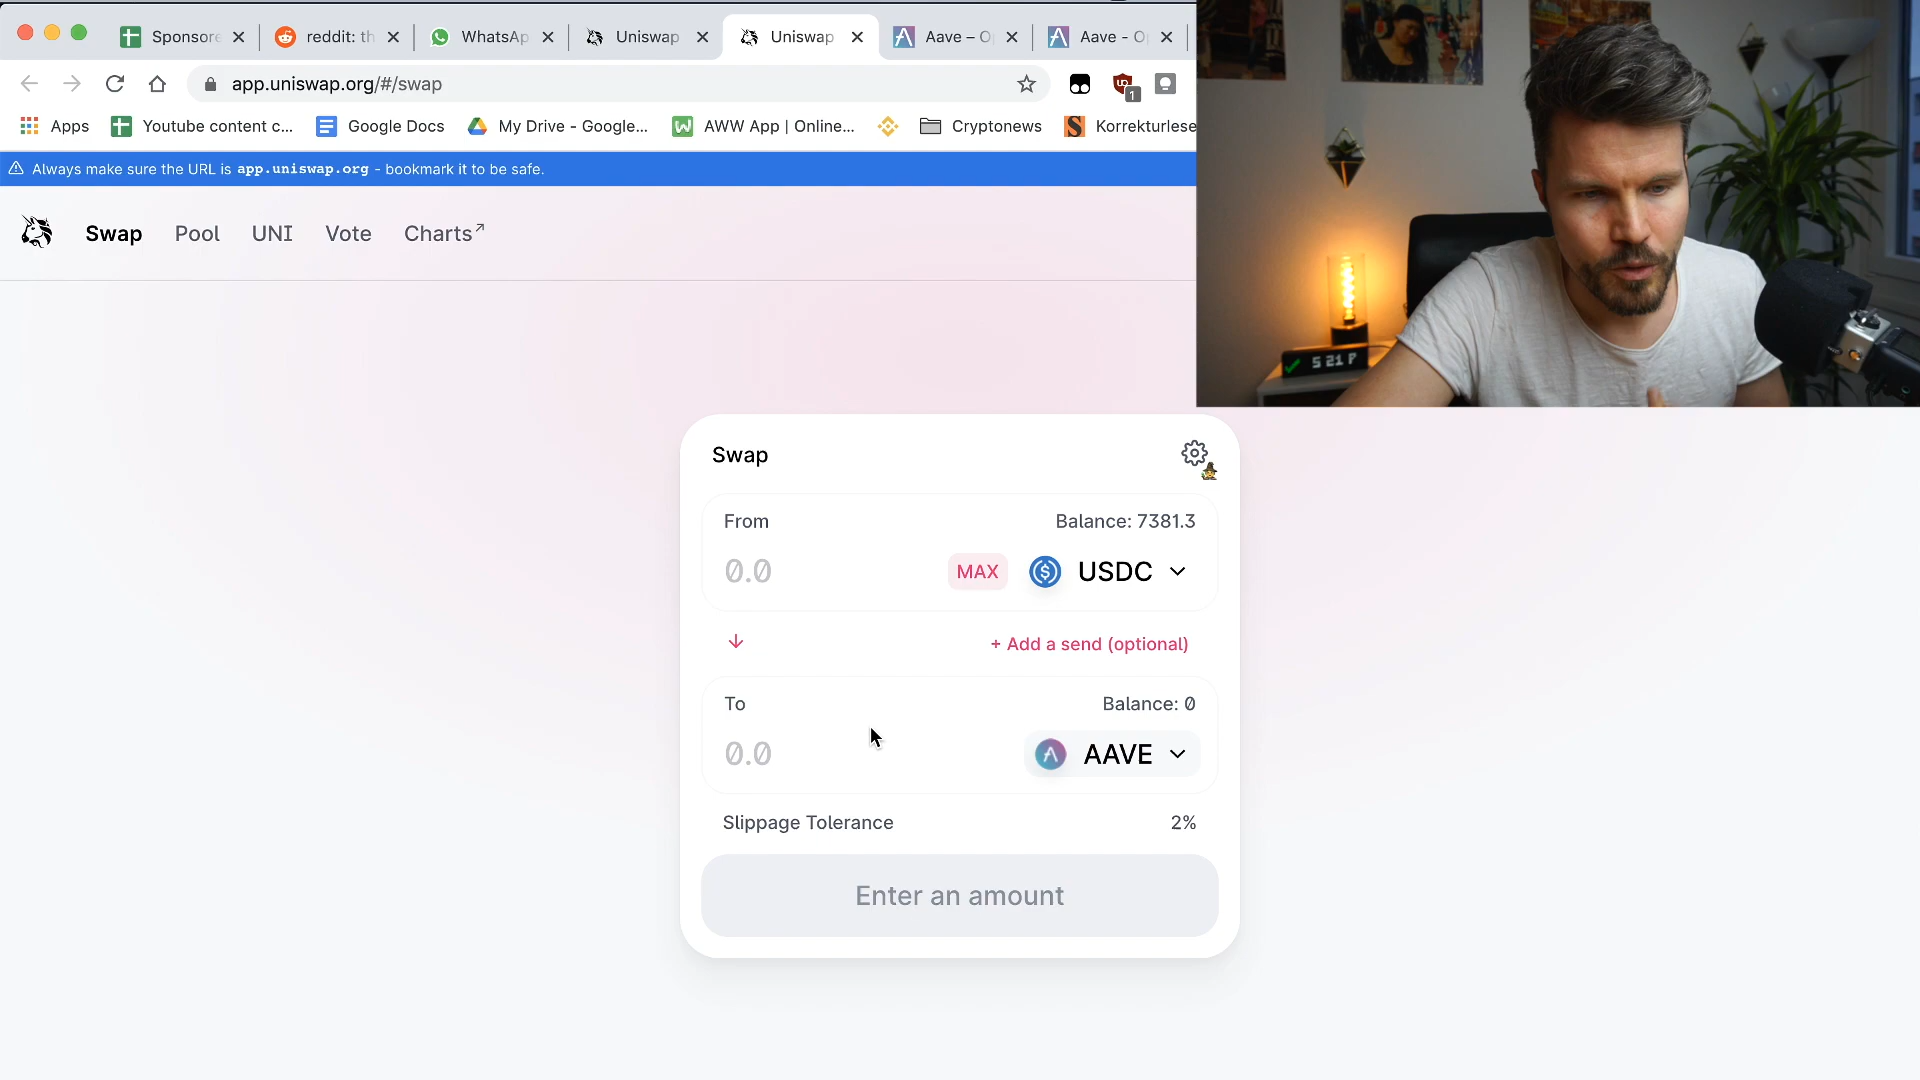 Sponsore
reddit: th
WhatsAp
Uniswap
Uniswap
Aave – O
Aave - O
app.uniswap.org/#/swap
1
Apps
Youtube content c...
Google Docs
My Drive - Google...
AWW App | Online...
Cryptonews
Korrekturlese
Always make sure the URL is app.uniswap.org - bookmark it to be safe.
Swap
Pool
UNI
Vote
Charts↗
5 21 P
Swap
From
Balance: 7381.3
0.0
MAX
USDC
+ Add a send (optional)
To
Balance: 0
0.0
AAVE
Slippage Tolerance
2%
Enter an amount